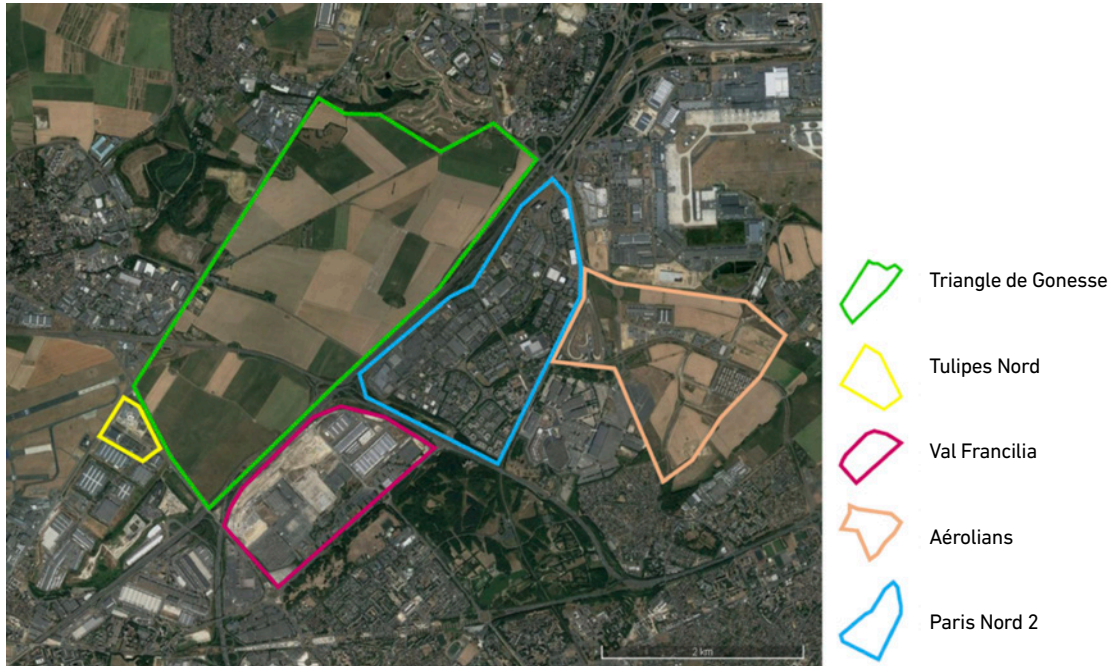 Triangle de Gonesse
Tulipes Nord
Val Francilia
Aérolians
Paris Nord 2
2 km